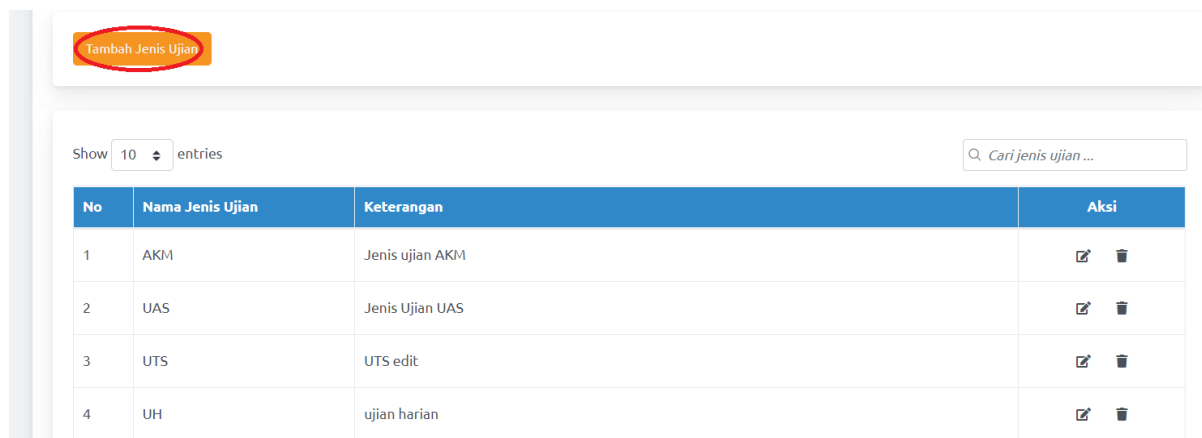 Tambah Jenis Ujian
Show 10 entries
Cari jenis ujian ...
No Nama Jenis Ujian Keterangan Aksi
1 AKM Jenis ujian AKM
2 UAS Jenis Ujian UAS
3 UTS UTS edit
4 UH ujian harian